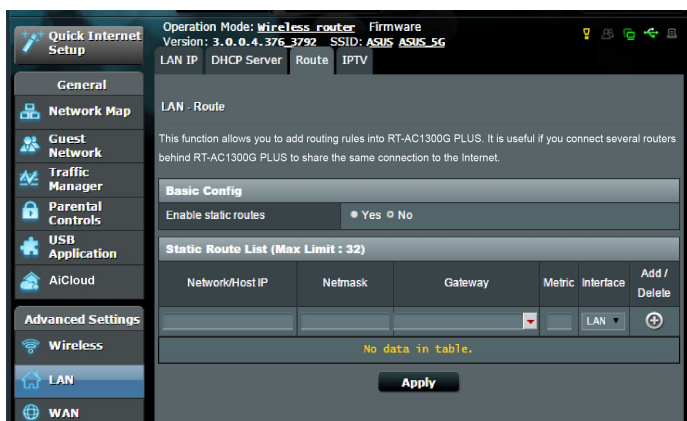 Quick Internet
Setup
General
Network Map
Guest
Network
Traffic
Manager
Parental
Controls
USB
Application
AiCloud
Advanced Settings
Wireless
LAN
WAN
Operation Mode: Wireless router Firmware
Version: 3.0.0.4.376_3792 SSID: ASUS ASUS_5G
LAN IP DHCP Server Route IPTV
LAN - Route
This function allows you to add routing rules into RT-AC1300G PLUS. It is useful if you connect several routers
behind RT-AC1300G PLUS to share the same connection to the Internet.
Basic Config
Enable static routes Yes No
Static Route List (Max Limit : 32)
Network/Host IP Netmask Gateway Metric Interface Add /
Delete
LAN
No data in table.
Apply